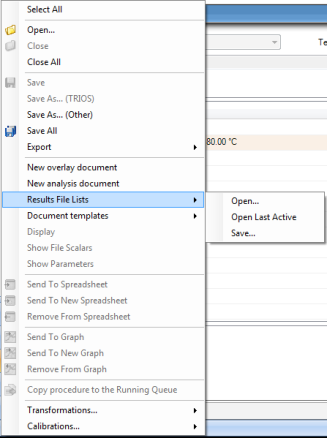 Select All
Open...
Close
Close All
Save
Save As... (TRIOS)
Save As... (Other)
Save All
Export
New overlay document
New analysis document
Results File Lists
Document templates
Display
Show File Scalars
Show Parameters
Send To Spreadsheet
Send To New Spreadsheet
Remove From Spreadsheet
Send To Graph
Send To New Graph
Remove From Graph
Copy procedure to the Running Queue
Transformations...
Calibrations...
Open...
Open Last Active
Save...
Te
80.00 °C